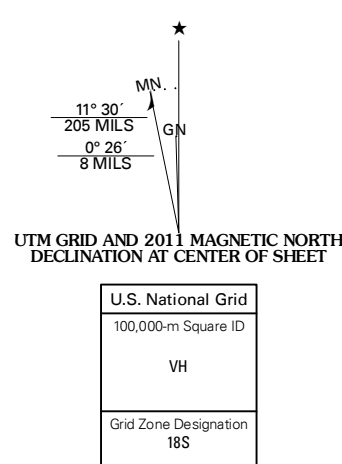 ★
MN
11° 30´
205 MILS
GN
0° 26´
8 MILS
UTM GRID AND 2011 MAGNETIC NORTH
DECLINATION AT CENTER OF SHEET
U.S. National Grid
100,000-m Square ID
VH
Grid Zone Designation
18S